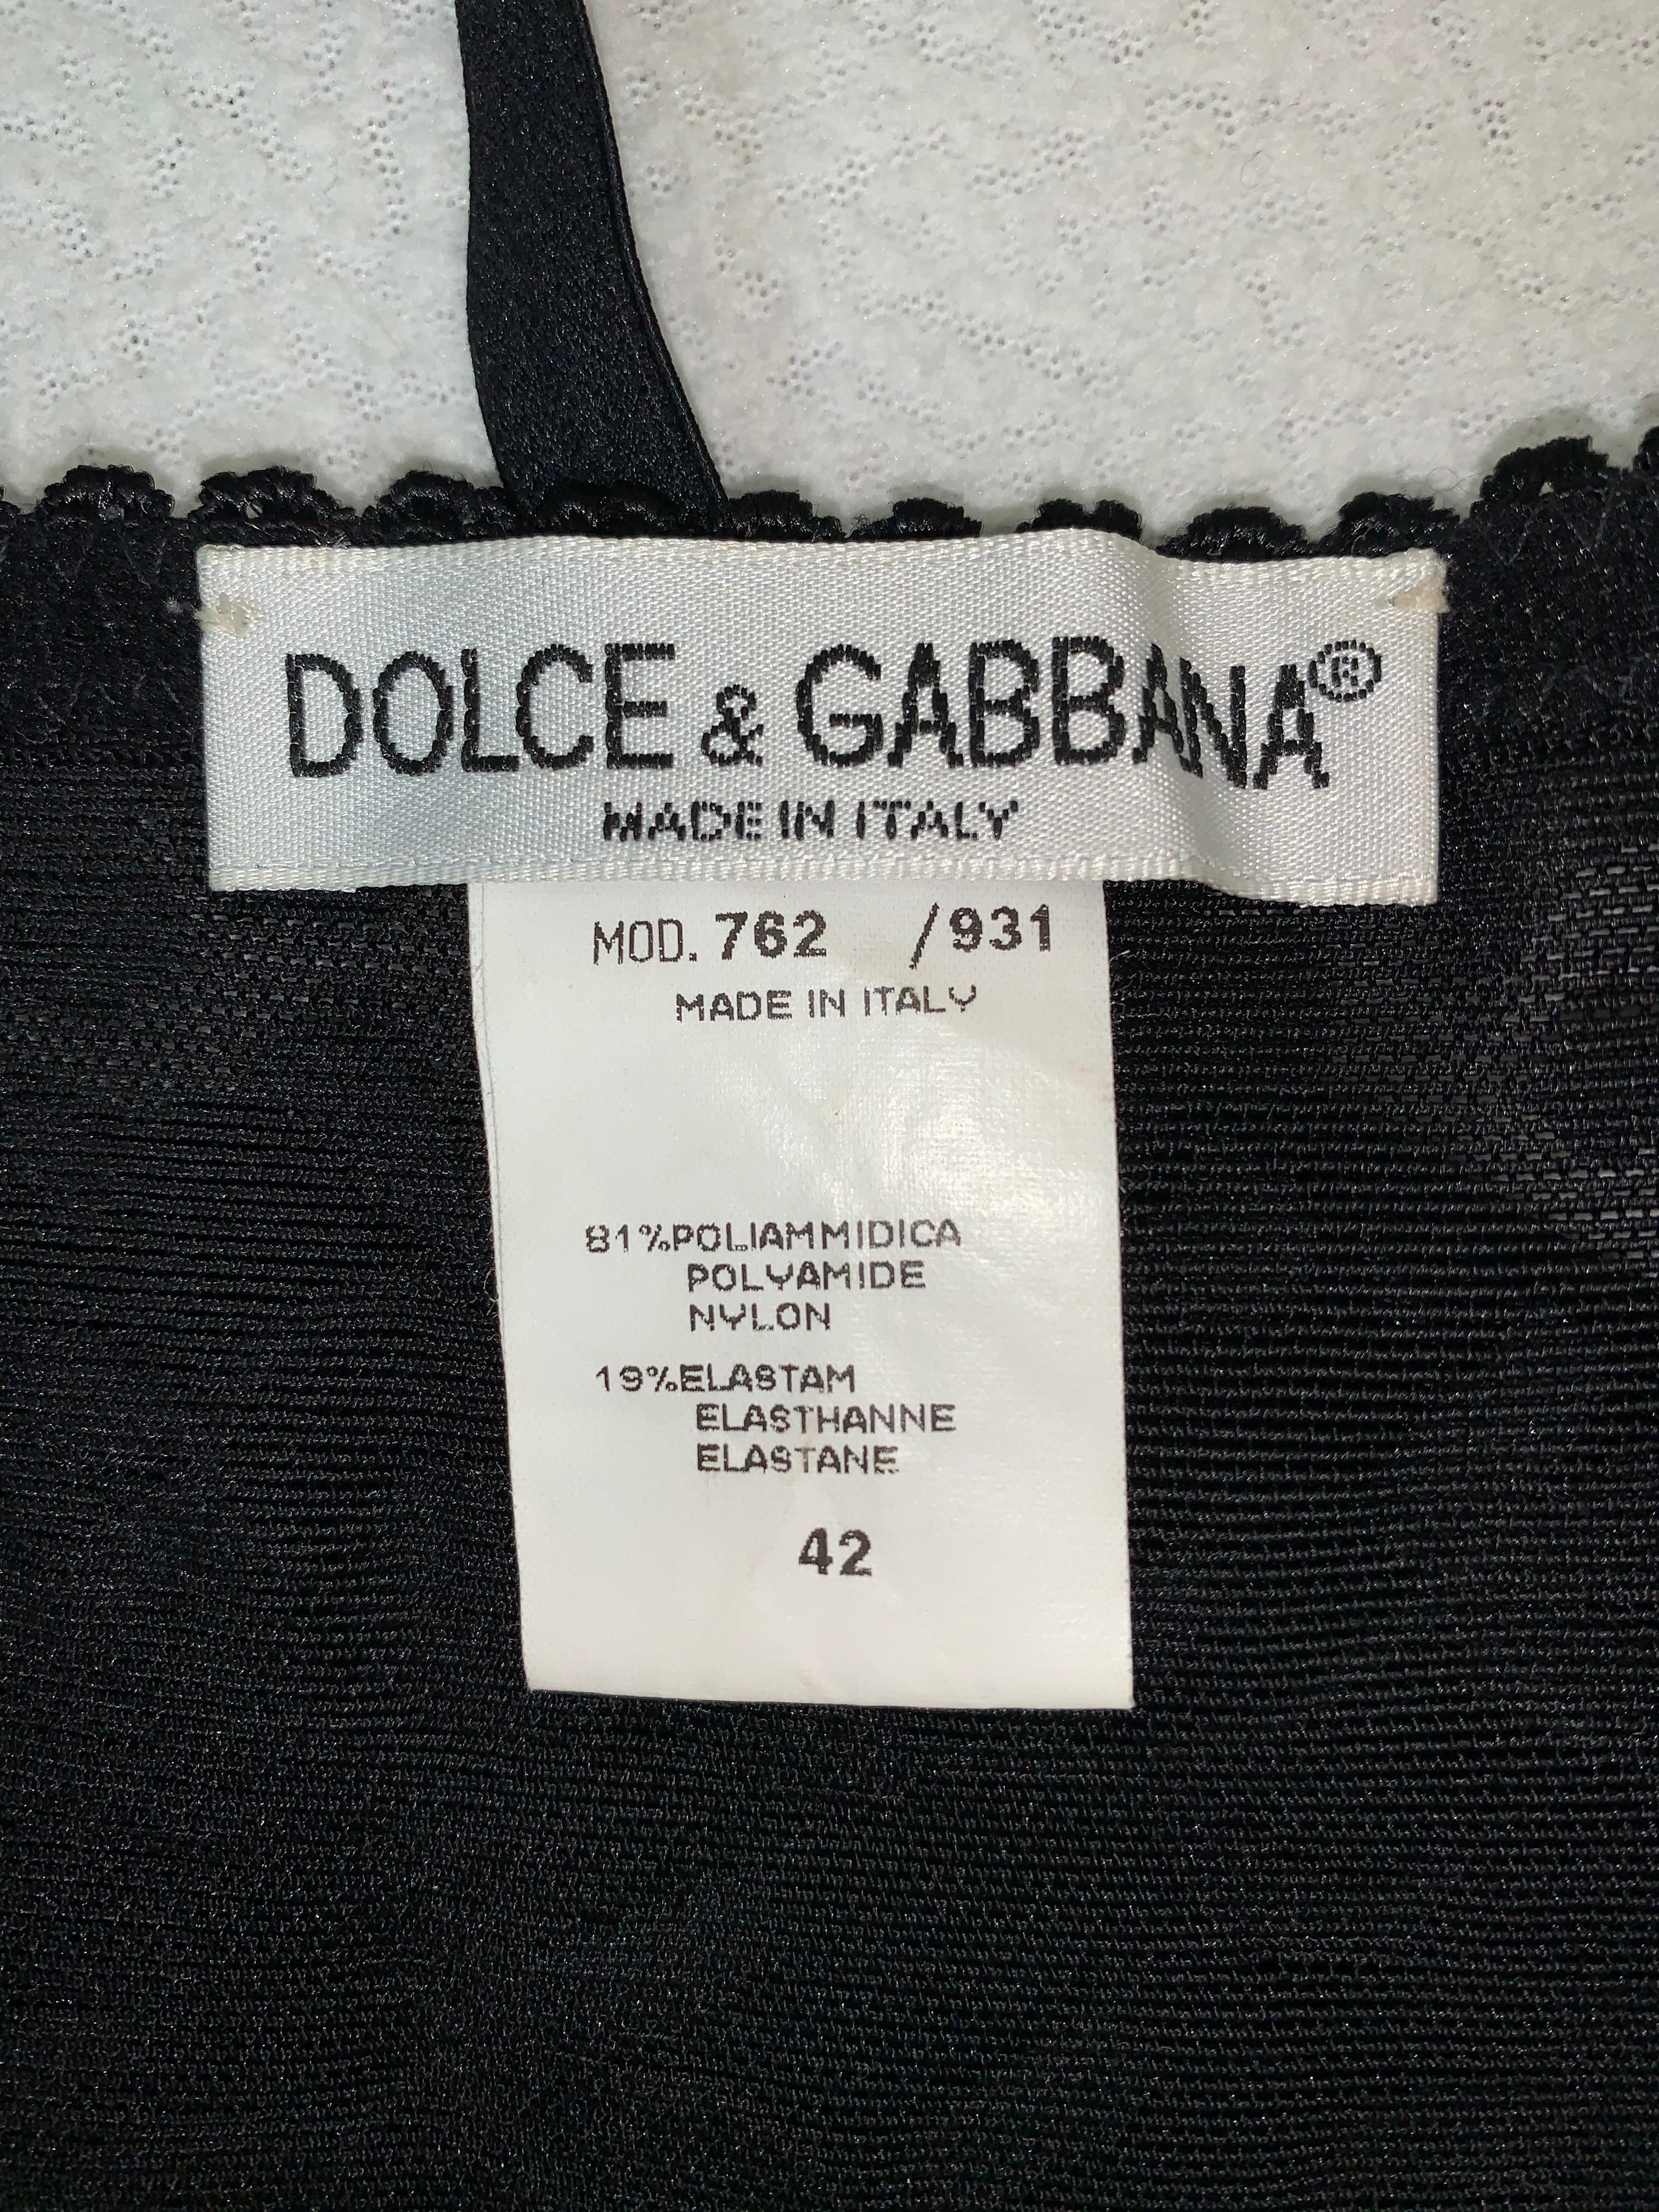 DOLCE & GABBANA®
MADE IN ITALY
MOD. 762 /931
MADE IN ITALY
81%POLIAMMIDICA
POLYAMIDE
NYLON
19%ELASTAM
ELASTHANNE
ELASTANE
42